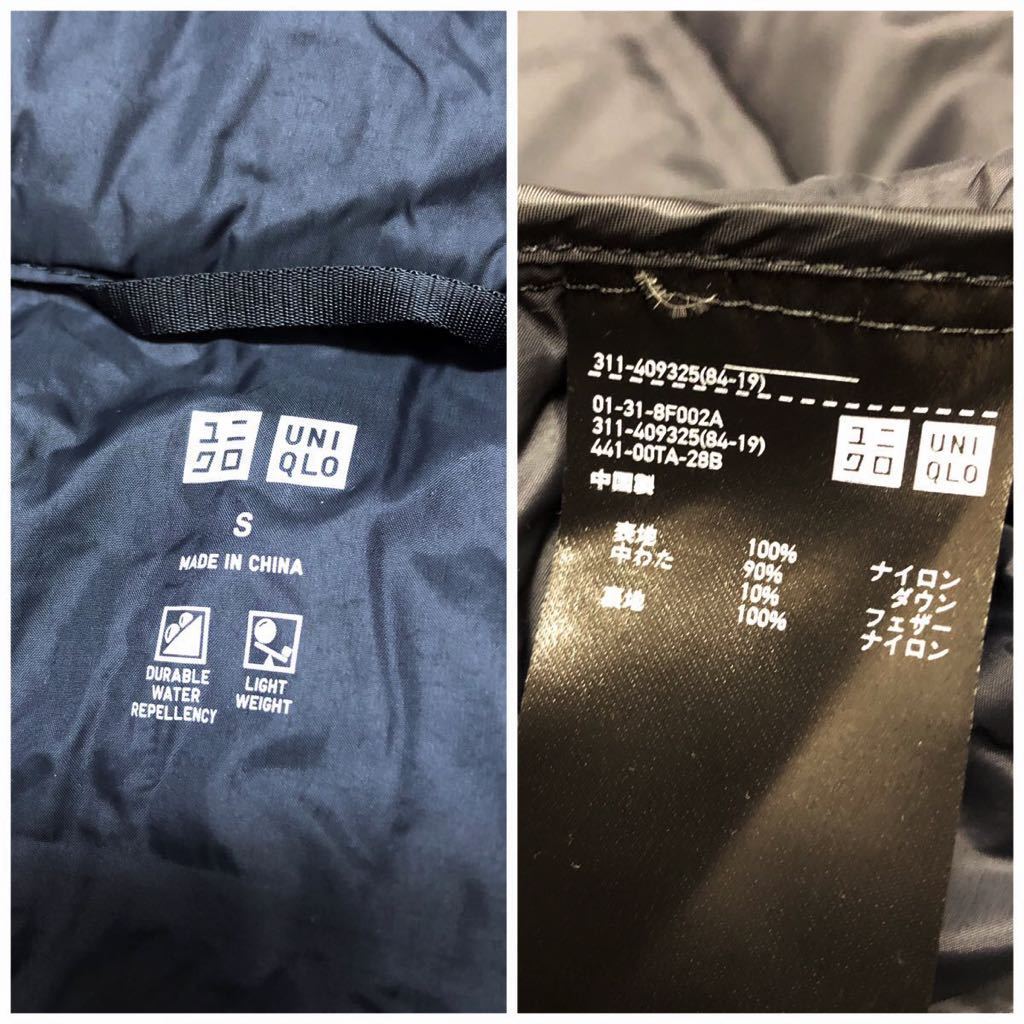 ユニ
クロ
UNI
QLO
S
MADE IN CHINA
DURABLE
WATER
REPELLENCY
LIGHT
WEIGHT
311-409325(84-19)
01-31-8F002A
311-409325(84-19)
441-00TA-28B
中国製
ユニ
クロ
UNI
QLO
表地 100% ナイロン
中わた 90% ダウン
10% フェザー
裏地 100% ナイロン